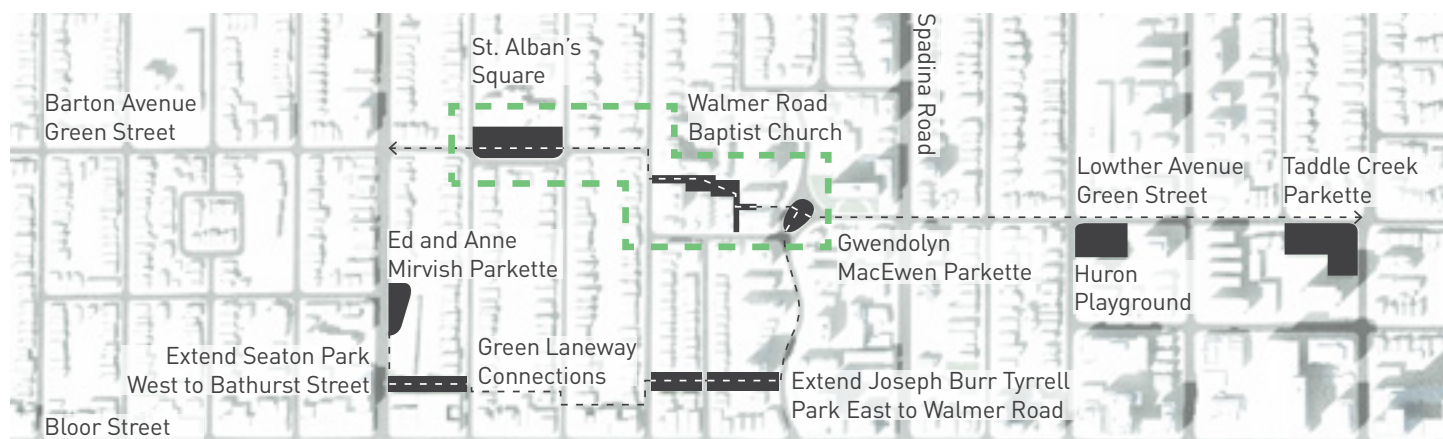 St. Alban's
Square
Spadina Road
Barton Avenue
Green Street
Walmer Road
Baptist Church
Lowther Avenue
Green Street
Taddle Creek
Parkette
Ed and Anne
Mirvish Parkette
Gwendolyn
MacEwen Parkette
Huron
Playground
Extend Seaton Park
West to Bathurst Street
Green Laneway
Connections
Extend Joseph Burr Tyrrell
Park East to Walmer Road
Bloor Street